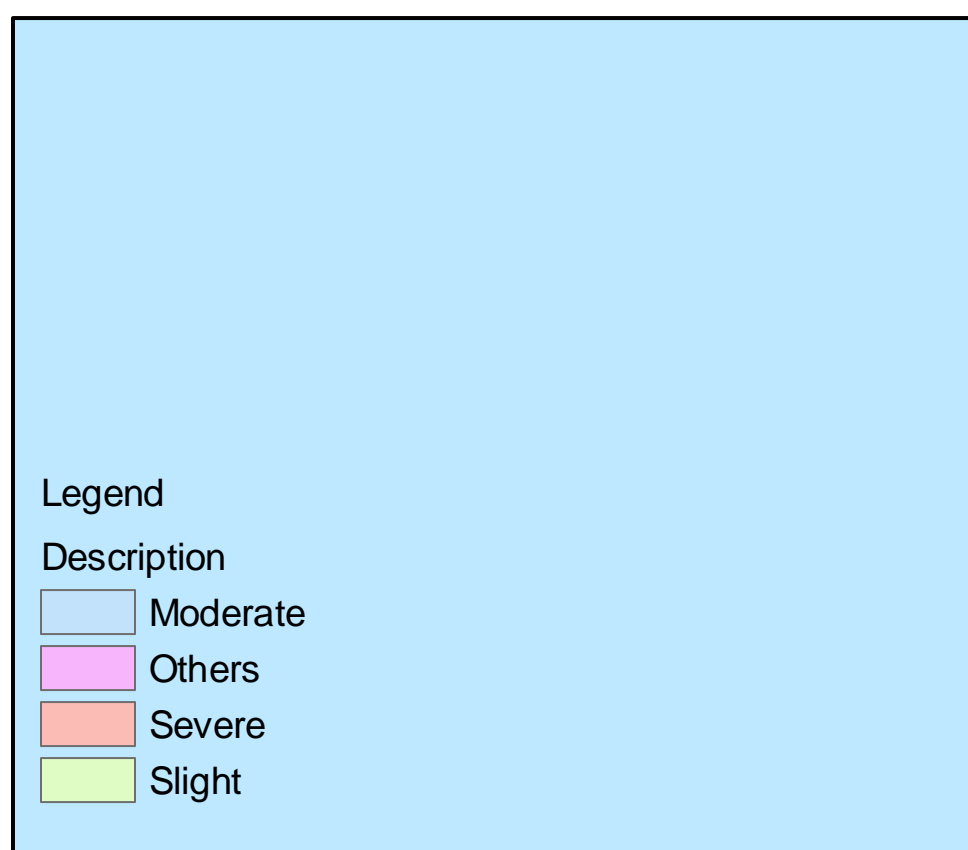 Legend
Description
Moderate
Others
Severe
Slight